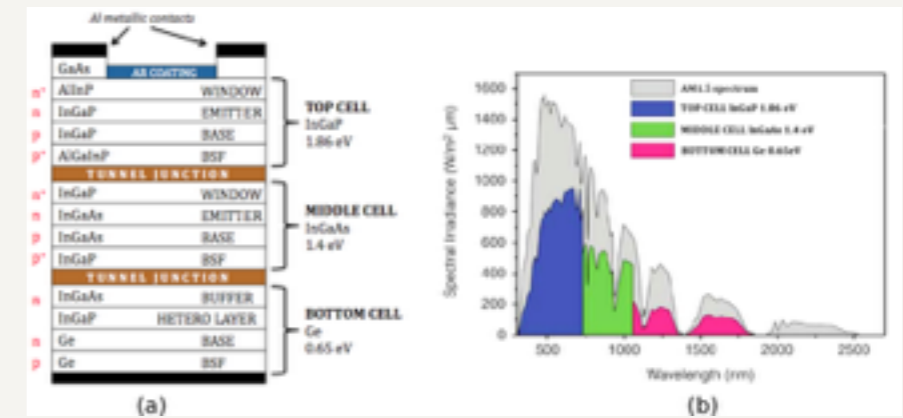 Al metallic contacts
GaAs
AR COATING
n+ AlInP WINDOW
n InGaP EMITTER
p InGaP BASE
p+ AlGaInP BSF
TUNNEL JUNCTION
n+ InGaP WINDOW
n InGaAs EMITTER
p InGaAs BASE
p+ InGaP BSF
TUNNEL JUNCTION
n InGaAs BUFFER
InGaP HETERO LAYER
n Ge BASE
p Ge BSF
TOP CELL
InGaP
1.86 eV
MIDDLE CELL
InGaAs
1.4 eV
BOTTOM CELL
Ge
0.65 eV
(a)
Spectral Irradiance (W/m² μm)
1600
1400
1200
1000
800
600
400
200
0
AM1.5 spectrum
TOP CELL InGaP 1.86 eV
MIDDLE CELL InGaAs 1.4 eV
BOTTOM CELL Ge 0.65eV
500 1000 1500 2000 2500
Wavelength (nm)
(b)